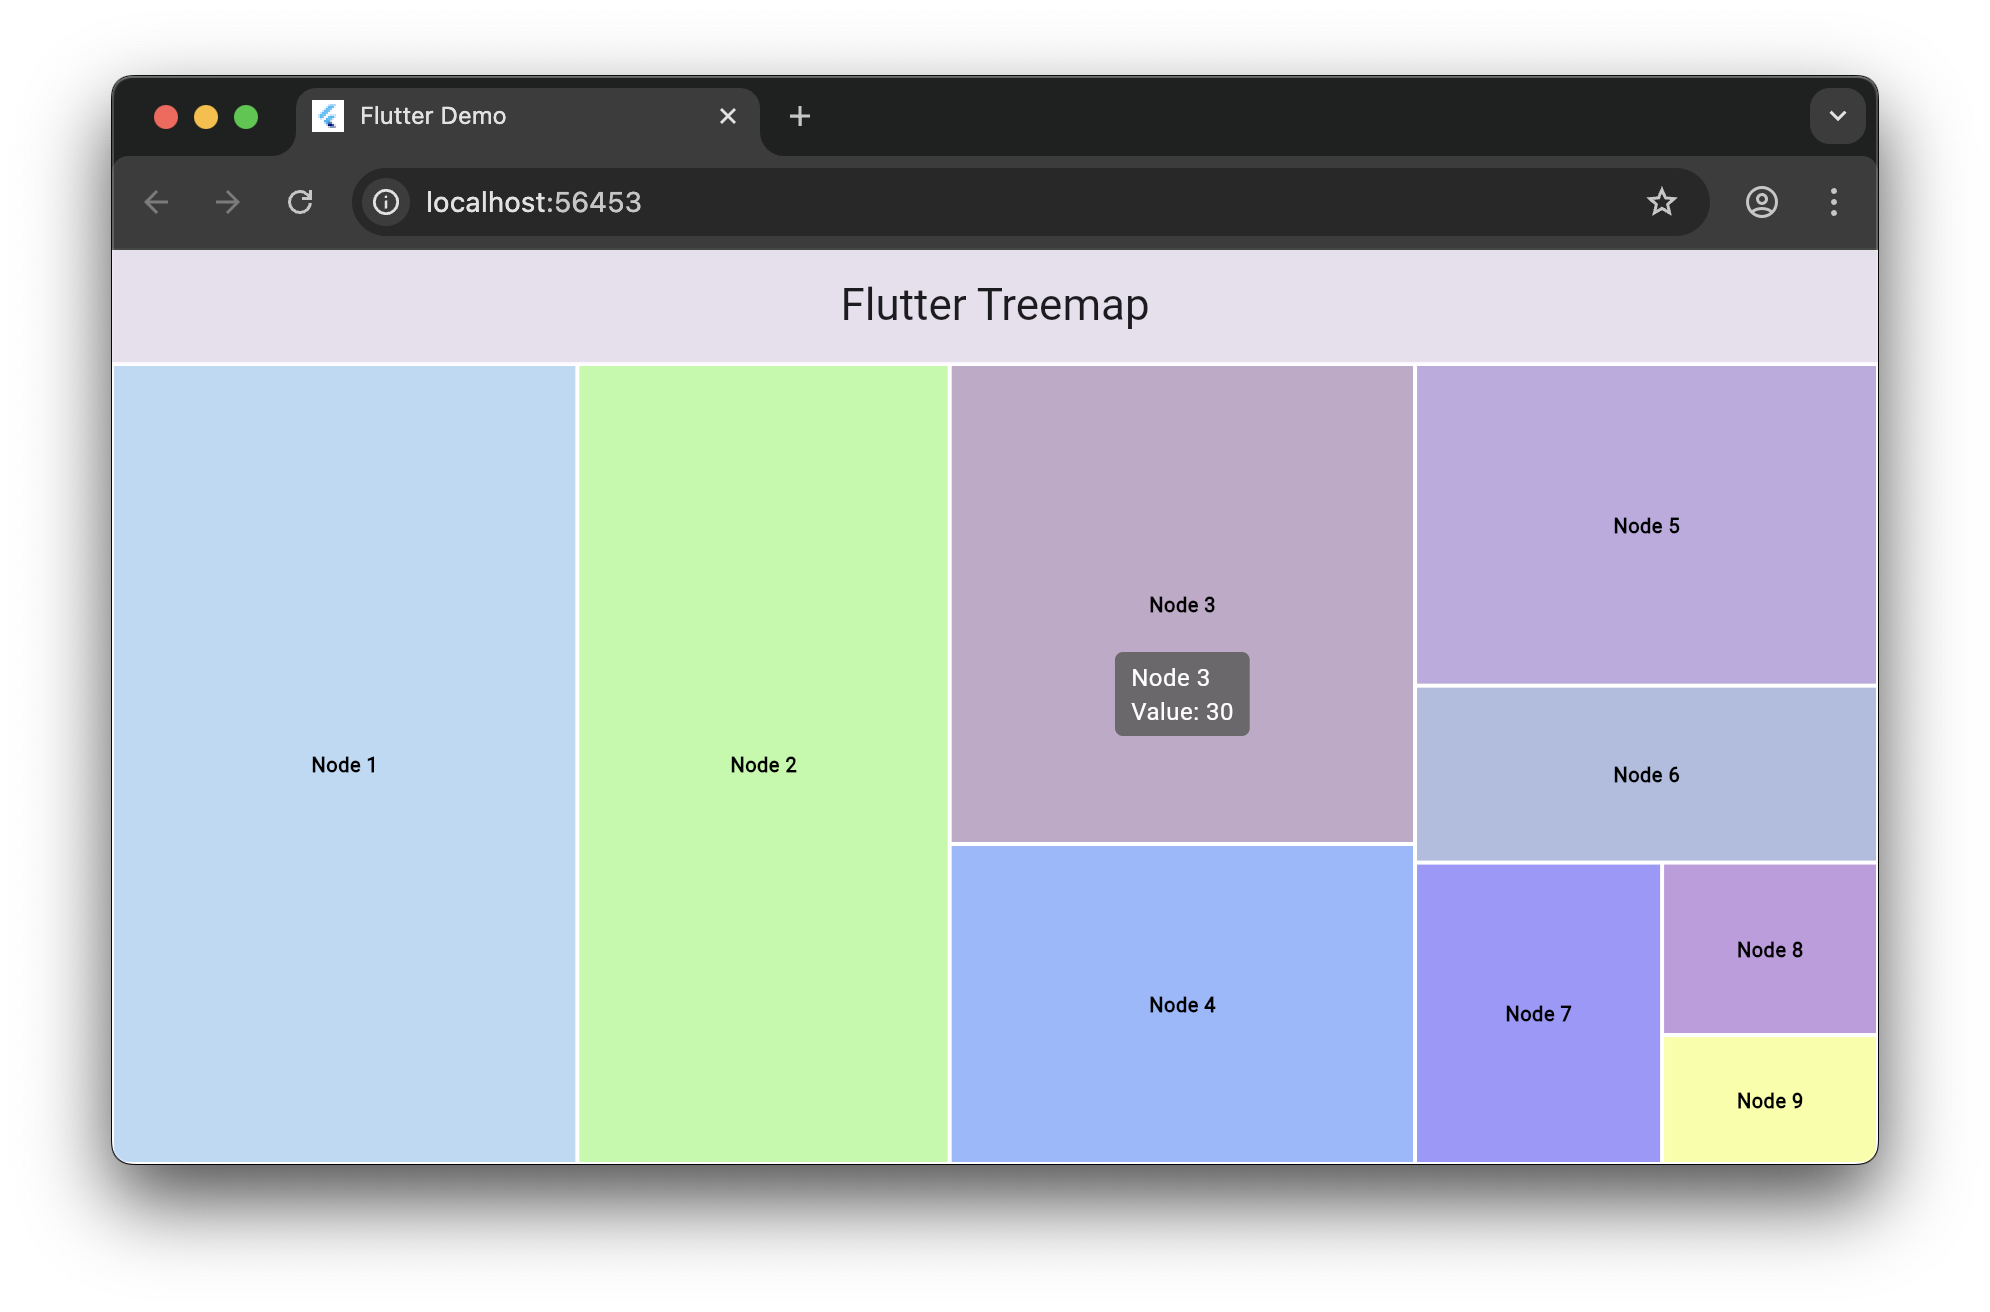 Flutter Demo
localhost:56453
Flutter Treemap
Node 1
Node 2
Node 3
Node 3
Value: 30
Node 4
Node 5
Node 6
Node 7
Node 8
Node 9